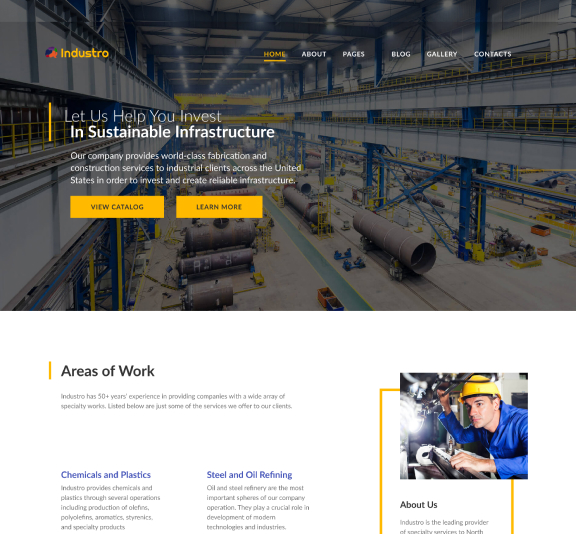 Industro
HOME ABOUT PAGES BLOG GALLERY CONTACTS
Let Us Help You Invest
In Sustainable Infrastructure
Our company provides world-class fabrication and
construction services to industrial clients across the United
States in order to invest and create reliable infrastructure.
VIEW CATALOG LEARN MORE
Areas of Work
Industro has 50+ years' experience in providing companies with a wide array of
specialty works. Listed below are just some of the services we offer to our clients.
Chemicals and Plastics
Industro provides chemicals and
plastics through several operations
including production of olefins,
polyolefins, aromatics, styrenics,
and specialty products
Steel and Oil Refining
Oil and steel refinery are the most
important spheres of our company
operation. They play a crucial role in
development of modern
technologies and industries.
About Us
Industro is the leading provider
of specialty services to North